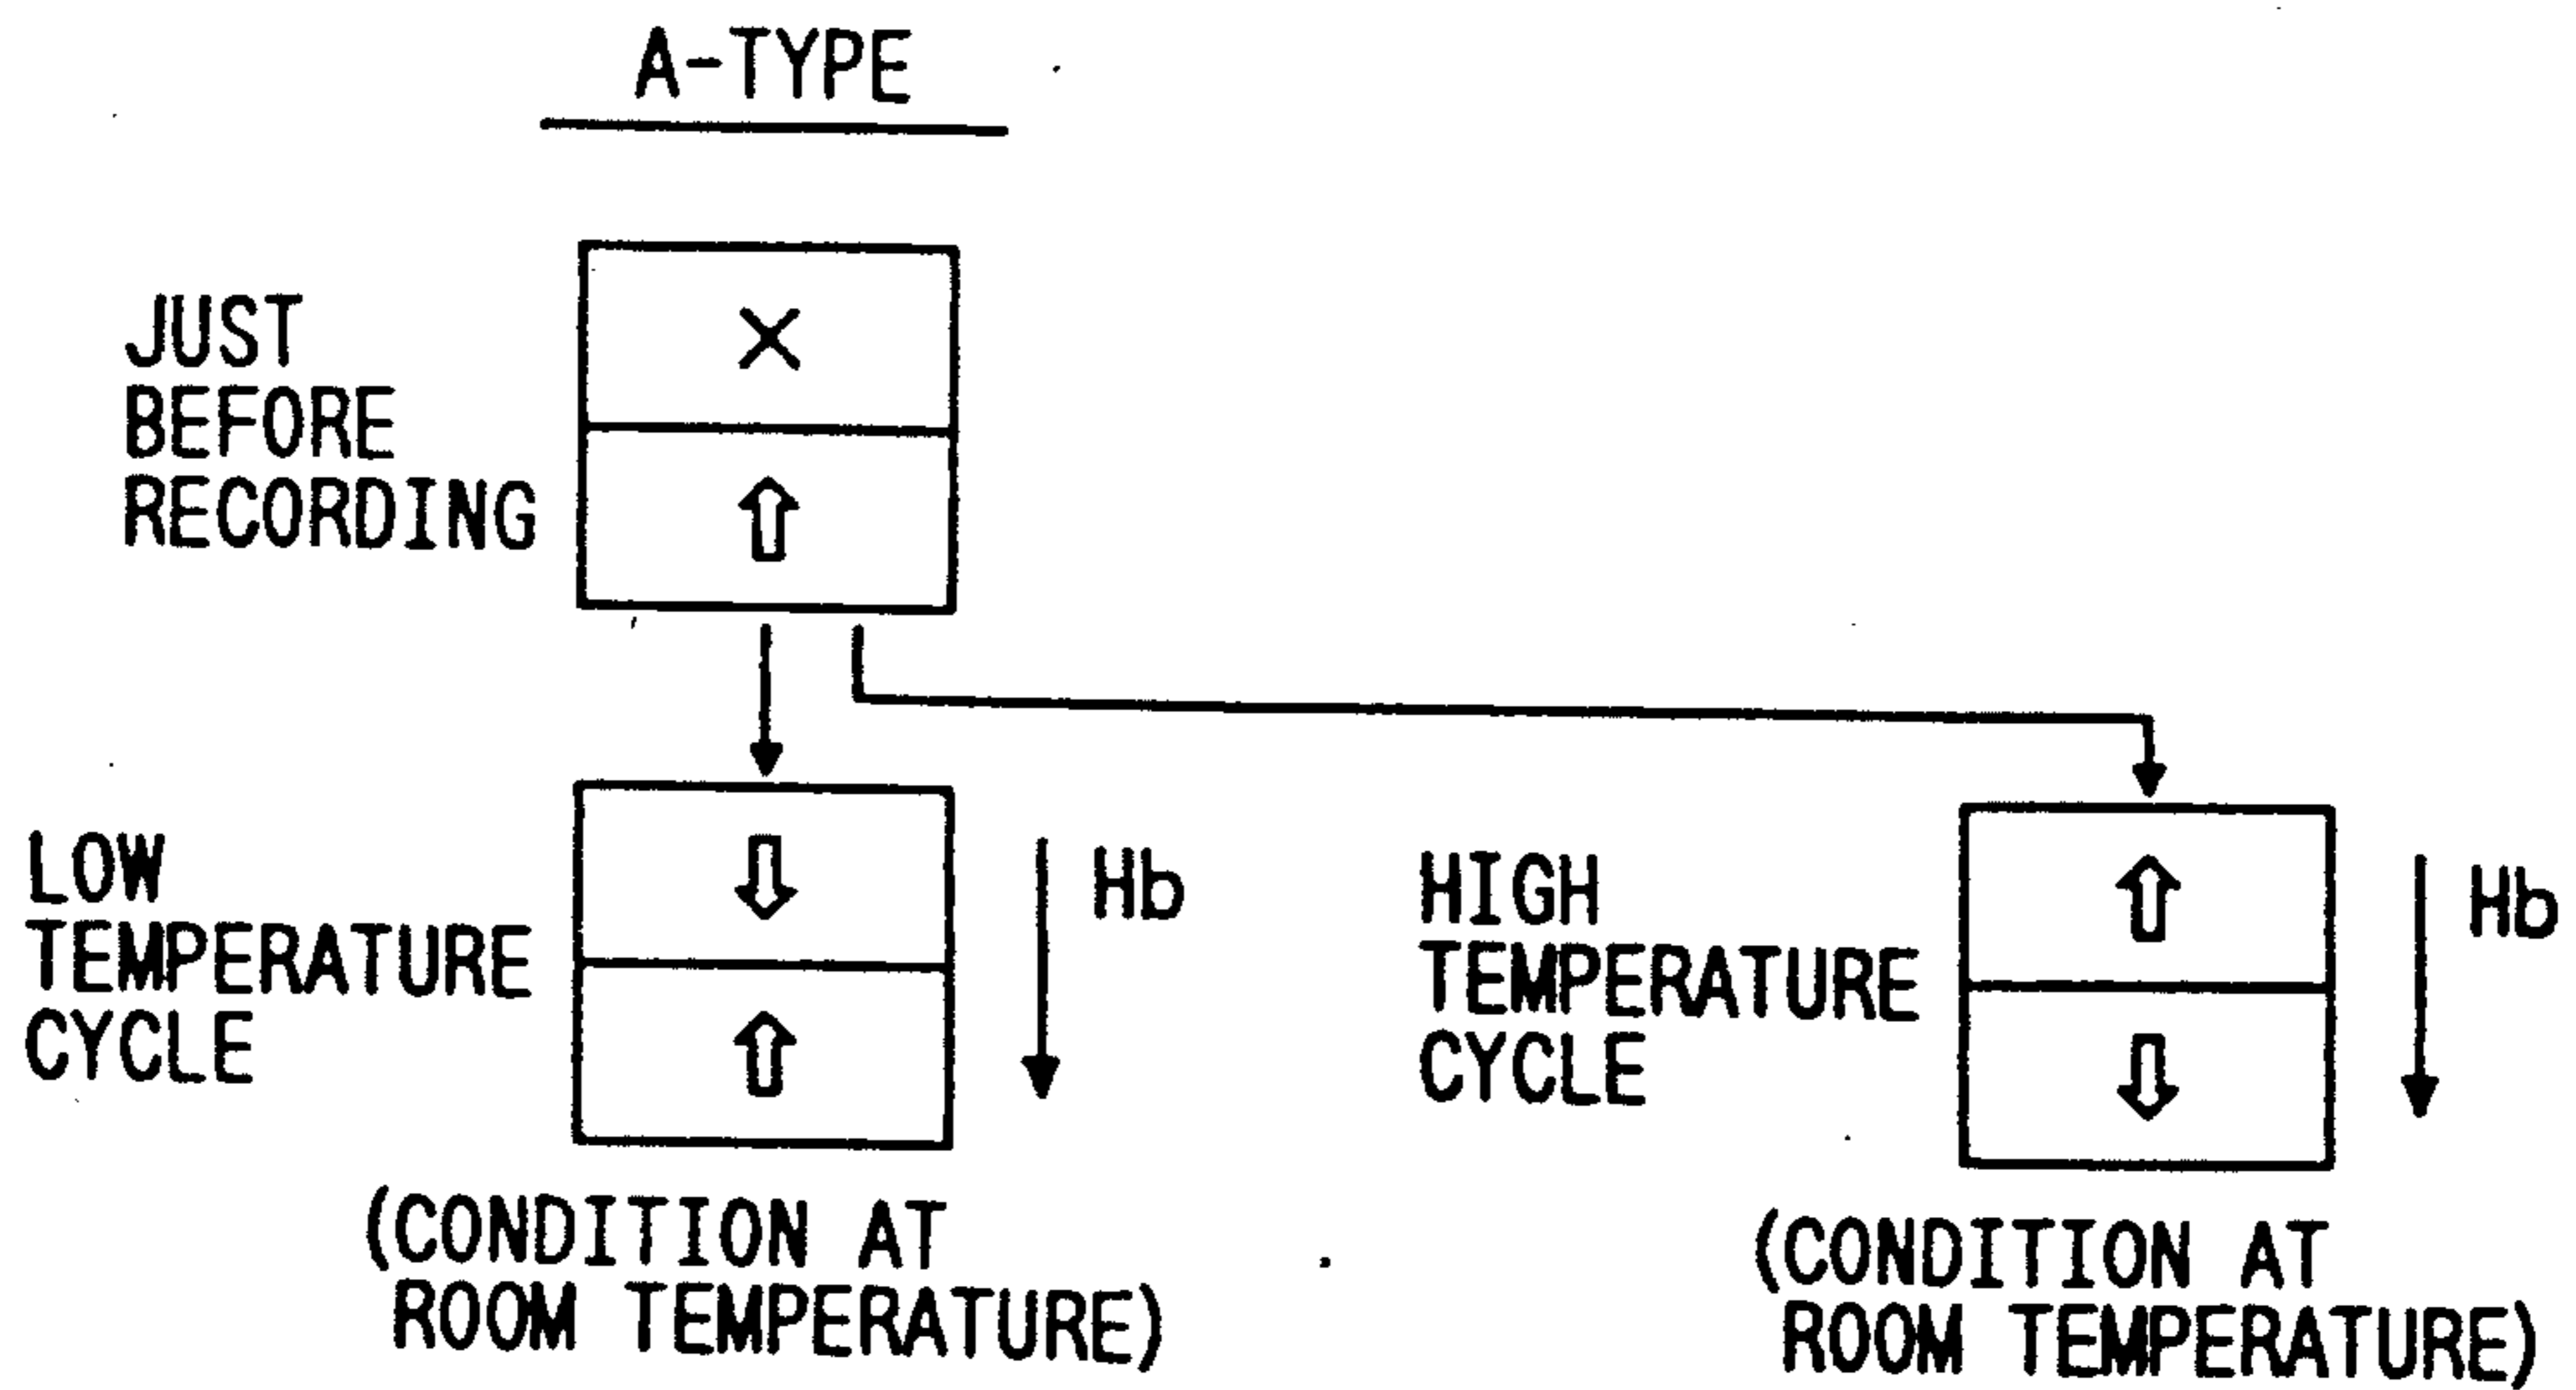 A-TYPE
JUST
BEFORE
RECORDING
LOW
TEMPERATURE
CYCLE
Hb
(CONDITION AT
ROOM TEMPERATURE)
HIGH
TEMPERATURE
CYCLE
Hb
(CONDITION AT
ROOM TEMPERATURE)